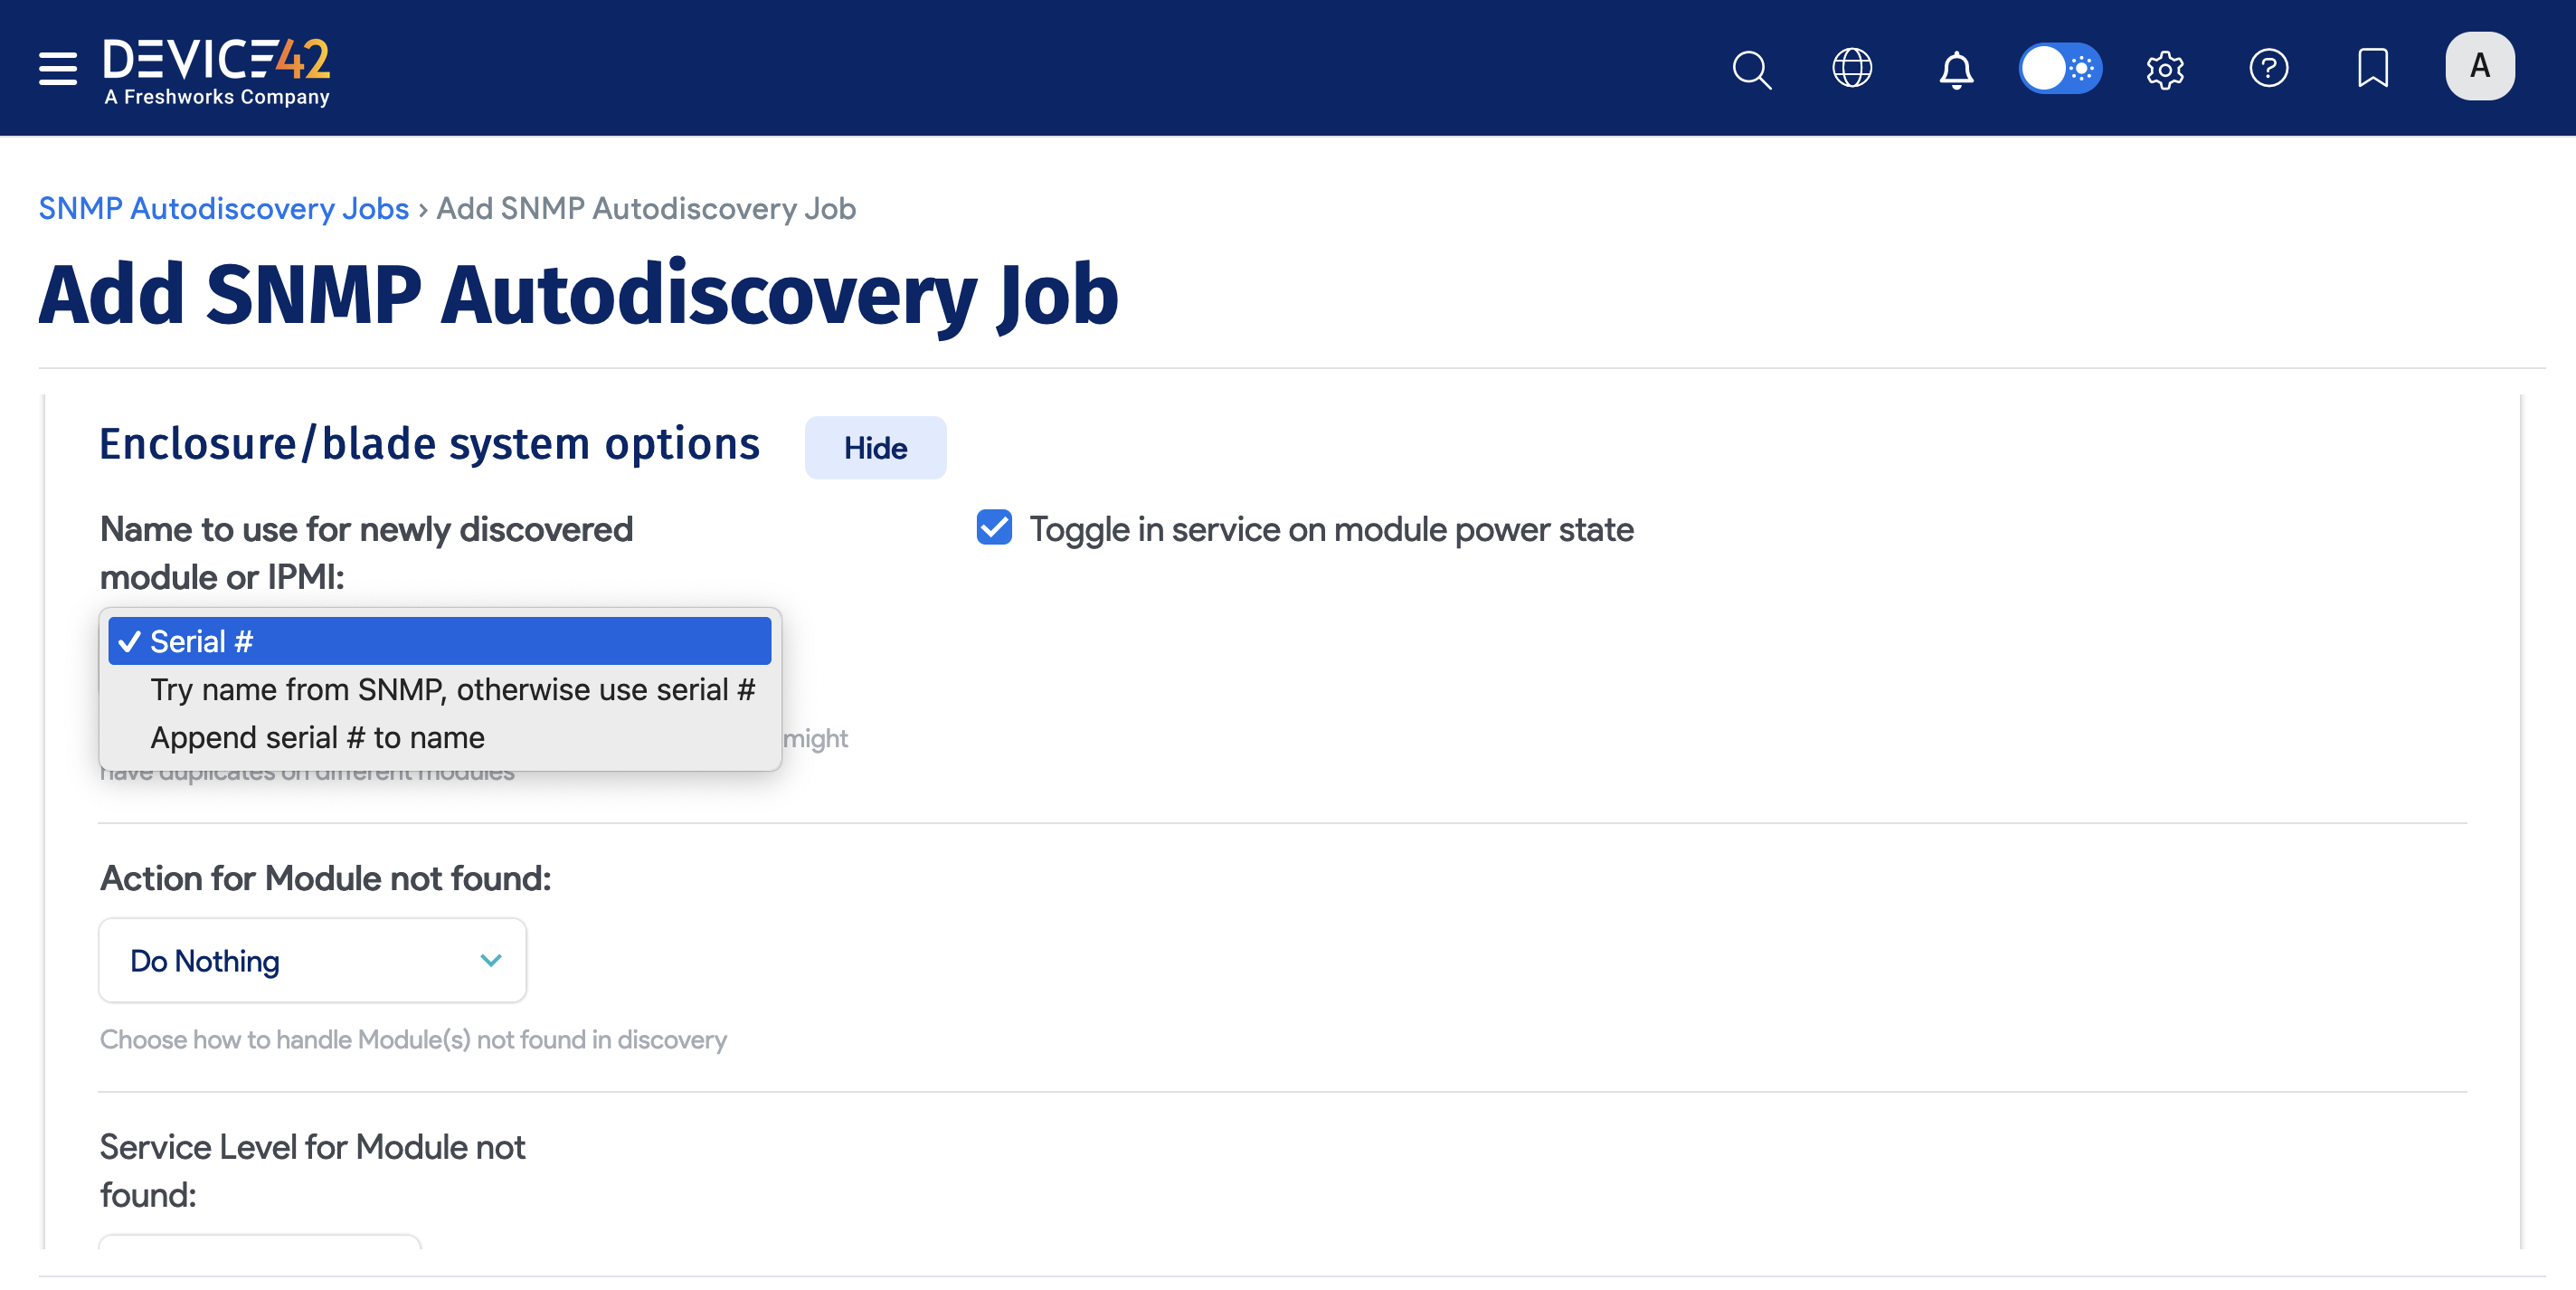 DEVICE42
A Freshworks Company
A
SNMP Autodiscovery Jobs › Add SNMP Autodiscovery Job
Add SNMP Autodiscovery Job
Enclosure/blade system options
Hide
Name to use for newly discovered
module or IPMI:
Toggle in service on module power state
Serial #
Try name from SNMP, otherwise use serial #
Append serial # to name
might
have duplicates on different modules
Action for Module not found:
Do Nothing
Choose how to handle Module(s) not found in discovery
Service Level for Module not
found: